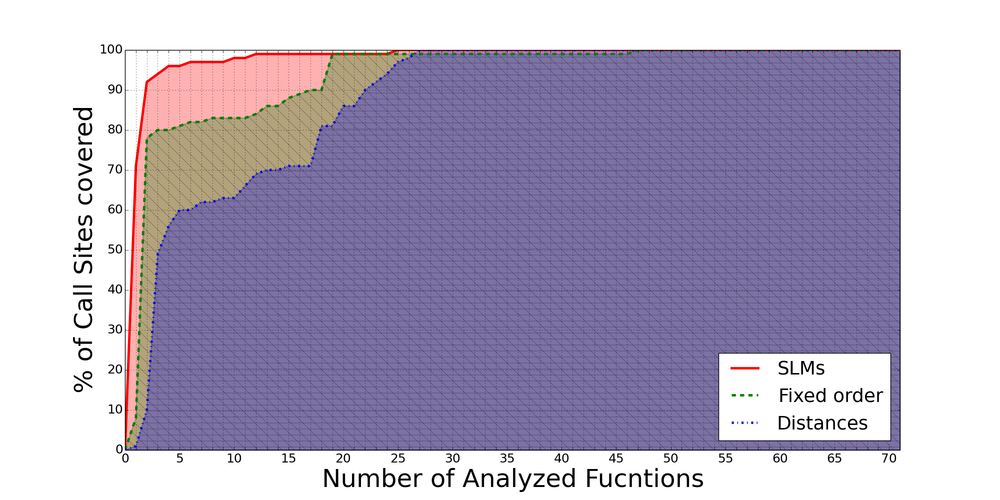 % of Call Sites covered
100
90
80
70
60
50
40
30
20
10
0
0 5 10 15 20 25 30 35 40 45 50 55 60 65 70
Number of Analyzed Fucntions
SLMs
Fixed order
Distances